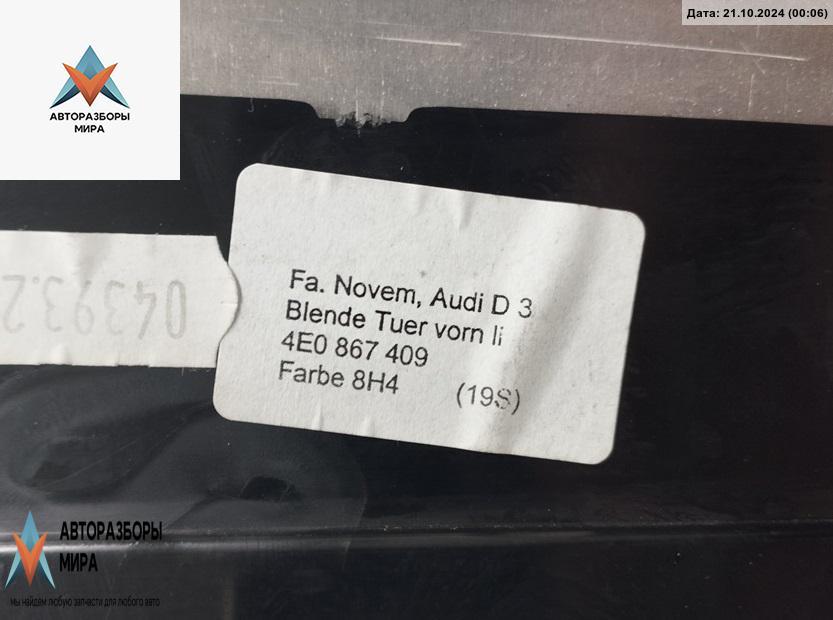 Дата: 21.10.2024 (00:06)
АВТОРАЗБОРЫ
МИРА
Fa. Novem, Audi D 3
Blende Tuer vorn li
4E0 867 409
Farbe 8H4 (19S)
04393.2
АВТОРАЗБОРЫ
МИРА
мы найдем любую запчасти для любого авто